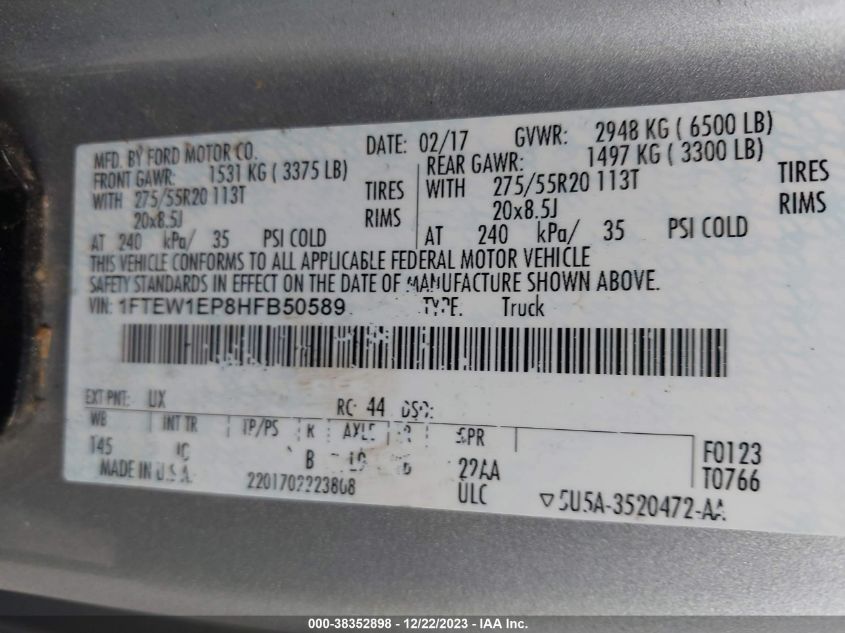 MFD. BY FORD MOTOR CO. DATE: 02/17 GVWR: 2948 KG ( 6500 LB)
FRONT GAWR: 1531 KG ( 3375 LB) REAR GAWR: 1497 KG ( 3300 LB)
WITH 275/55R20 113T TIRES WITH 275/55R20 113T TIRES
20x8.5J RIMS 20x8.5J RIMS
AT 240 kPa/ 35 PSI COLD AT 240 kPa/ 35 PSI COLD
THIS VEHICLE CONFORMS TO ALL APPLICABLE FEDERAL MOTOR VEHICLE
SAFETY STANDARDS IN EFFECT ON THE DATE OF MANUFACTURE SHOWN ABOVE.
VIN: 1FTEW1EP8HFB50589 TYPE: Truck
EXT PNT: UX RC: 44 DSO:
WB INT TR TP/PS R AXLE SPR
145 B 22AA F0123
MADE IN U.S.A. ULC T0766
▽5U5A-3520472-AA
000-38352898 - 12/22/2023 - IAA Inc.